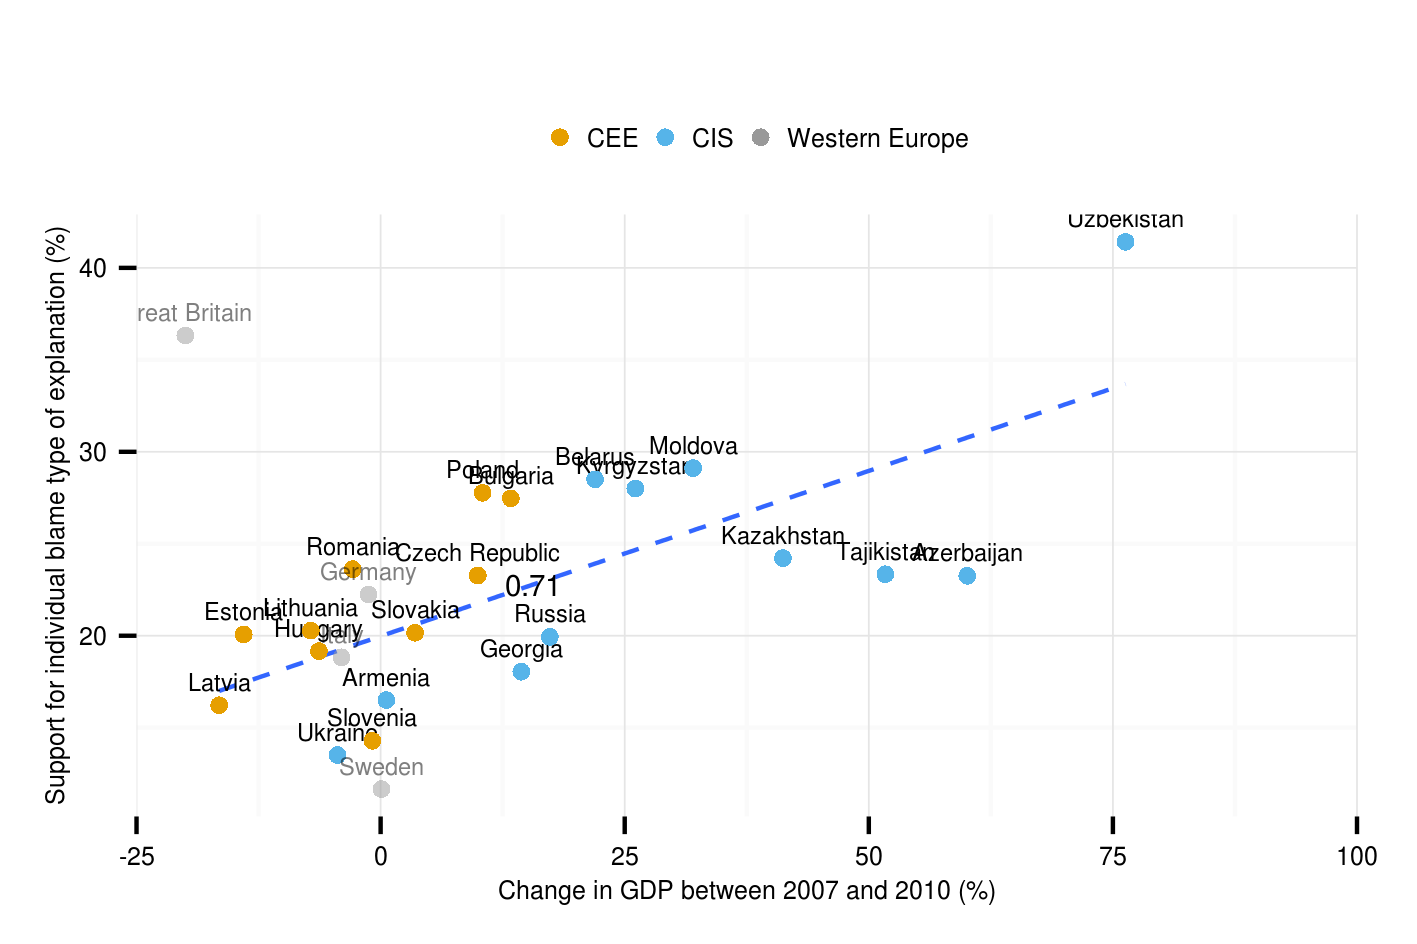 CEE CIS Western Europe
Support for individual blame type of explanation (%)
40
30
20
Uzbekistan
reat Britain
Moldova
Belarus
Kyrgyzstan
Poland
Bulgaria
Kazakhstan
Tajikistan
Azerbaijan
Romania
Czech Republic
Germany
0.71
Estonia
Lithuania
Slovakia
Russia
Hungary
Italy
Georgia
Latvia
Armenia
Slovenia
Ukraine
Sweden
-25 0 25 50 75 100
Change in GDP between 2007 and 2010 (%)